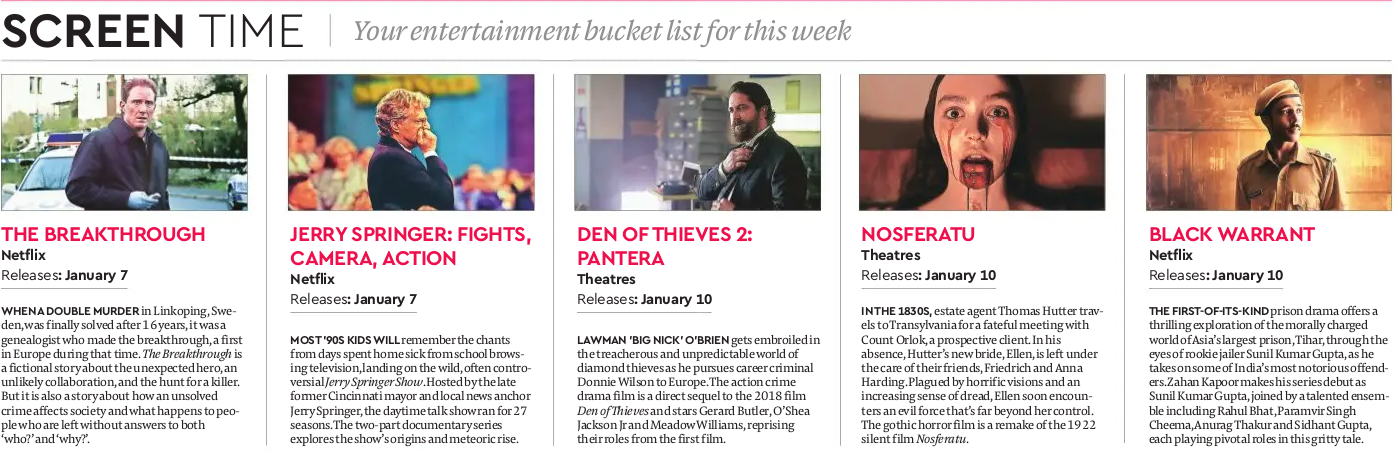 SCREEN TIME
Your entertainment bucket list for this week
THE BREAKTHROUGH
Netflix
Releases: January 7
WHEN A DOUBLE MURDER in Linkoping, Swe-
den, was finally solved after 16 years, it was a
genealogist who made the breakthrough, a first
in Europe during that time. The Breakthrough is
a fictional story about the unexpected hero, an
unlikely collaboration, and the hunt for a killer.
But it is also a story about how an unsolved
crime affects society and what happens to peo-
ple who are left without answers to both
'who?' and 'why?'.
JERRY SPRINGER: FIGHTS,
CAMERA, ACTION
Netflix
Releases: January 7
MOST '90S KIDS WILL remember the chants
from days spent home sick from school brows-
ing television, landing on the wild, often contro-
versial Jerry Springer Show. Hosted by the late
former Cincinnati mayor and local news anchor
Jerry Springer, the daytime talk show ran for 27
seasons. The two-part documentary series
explores the show's origins and meteoric rise.
DEN OF THIEVES 2:
PANTERA
Theatres
Releases: January 10
LAWMAN 'BIG NICK' O'BRIEN gets embroiled in
the treacherous and unpredictable world of
diamond thieves as he pursues career criminal
Donnie Wilson to Europe. The action crime
drama film is a direct sequel to the 2018 film
Den of Thieves and stars Gerard Butler, O'Shea
Jackson Jr and Meadow Williams, reprising
their roles from the first film.
NOSFERATU
Theatres
Releases: January 10
IN THE 1830S, estate agent Thomas Hutter trav-
els to Transylvania for a fateful meeting with
Count Orlok, a prospective client. In his
absence, Hutter's new bride, Ellen, is left under
the care of their friends, Friedrich and Anna
Harding. Plagued by horrific visions and an
increasing sense of dread, Ellen soon encoun-
ters an evil force that's far beyond her control.
The gothic horror film is a remake of the 1922
silent film Nosferatu.
BLACK WARRANT
Netflix
Releases: January 10
THE FIRST-OF-ITS-KIND prison drama offers a
thrilling exploration of the morally charged
world of Asia's largest prison, Tihar, through the
eyes of rookie jailer Sunil Kumar Gupta, as he
takes on some of India's most notorious offend-
ers. Zahan Kapoor makes his series debut as
Sunil Kumar Gupta, joined by a talented ensem-
ble including Rahul Bhat, Paramvir Singh
Cheema, Anurag Thakur and Sidhant Gupta,
each playing pivotal roles in this gritty tale.